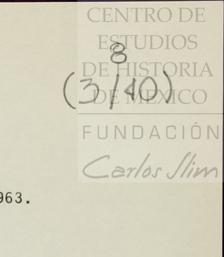 CENTRO DE
ESTUDIOS
8
DE HISTORIA
(3/40)
DE MÉXICO
FUNDACIÓN
Carlos Slim
963.